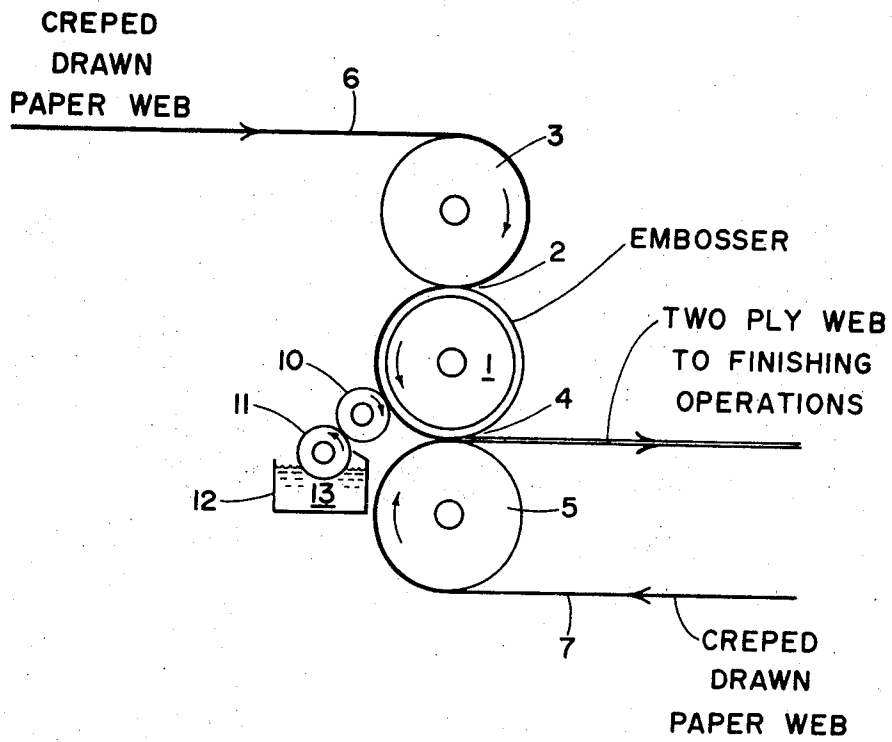 CREPED
DRAWN
PAPER WEB
6
3
2
EMBOSSER
TWO PLY WEB
TO FINISHING
OPERATIONS
1
10
11
4
12
13
5
7
CREPED
DRAWN
PAPER WEB